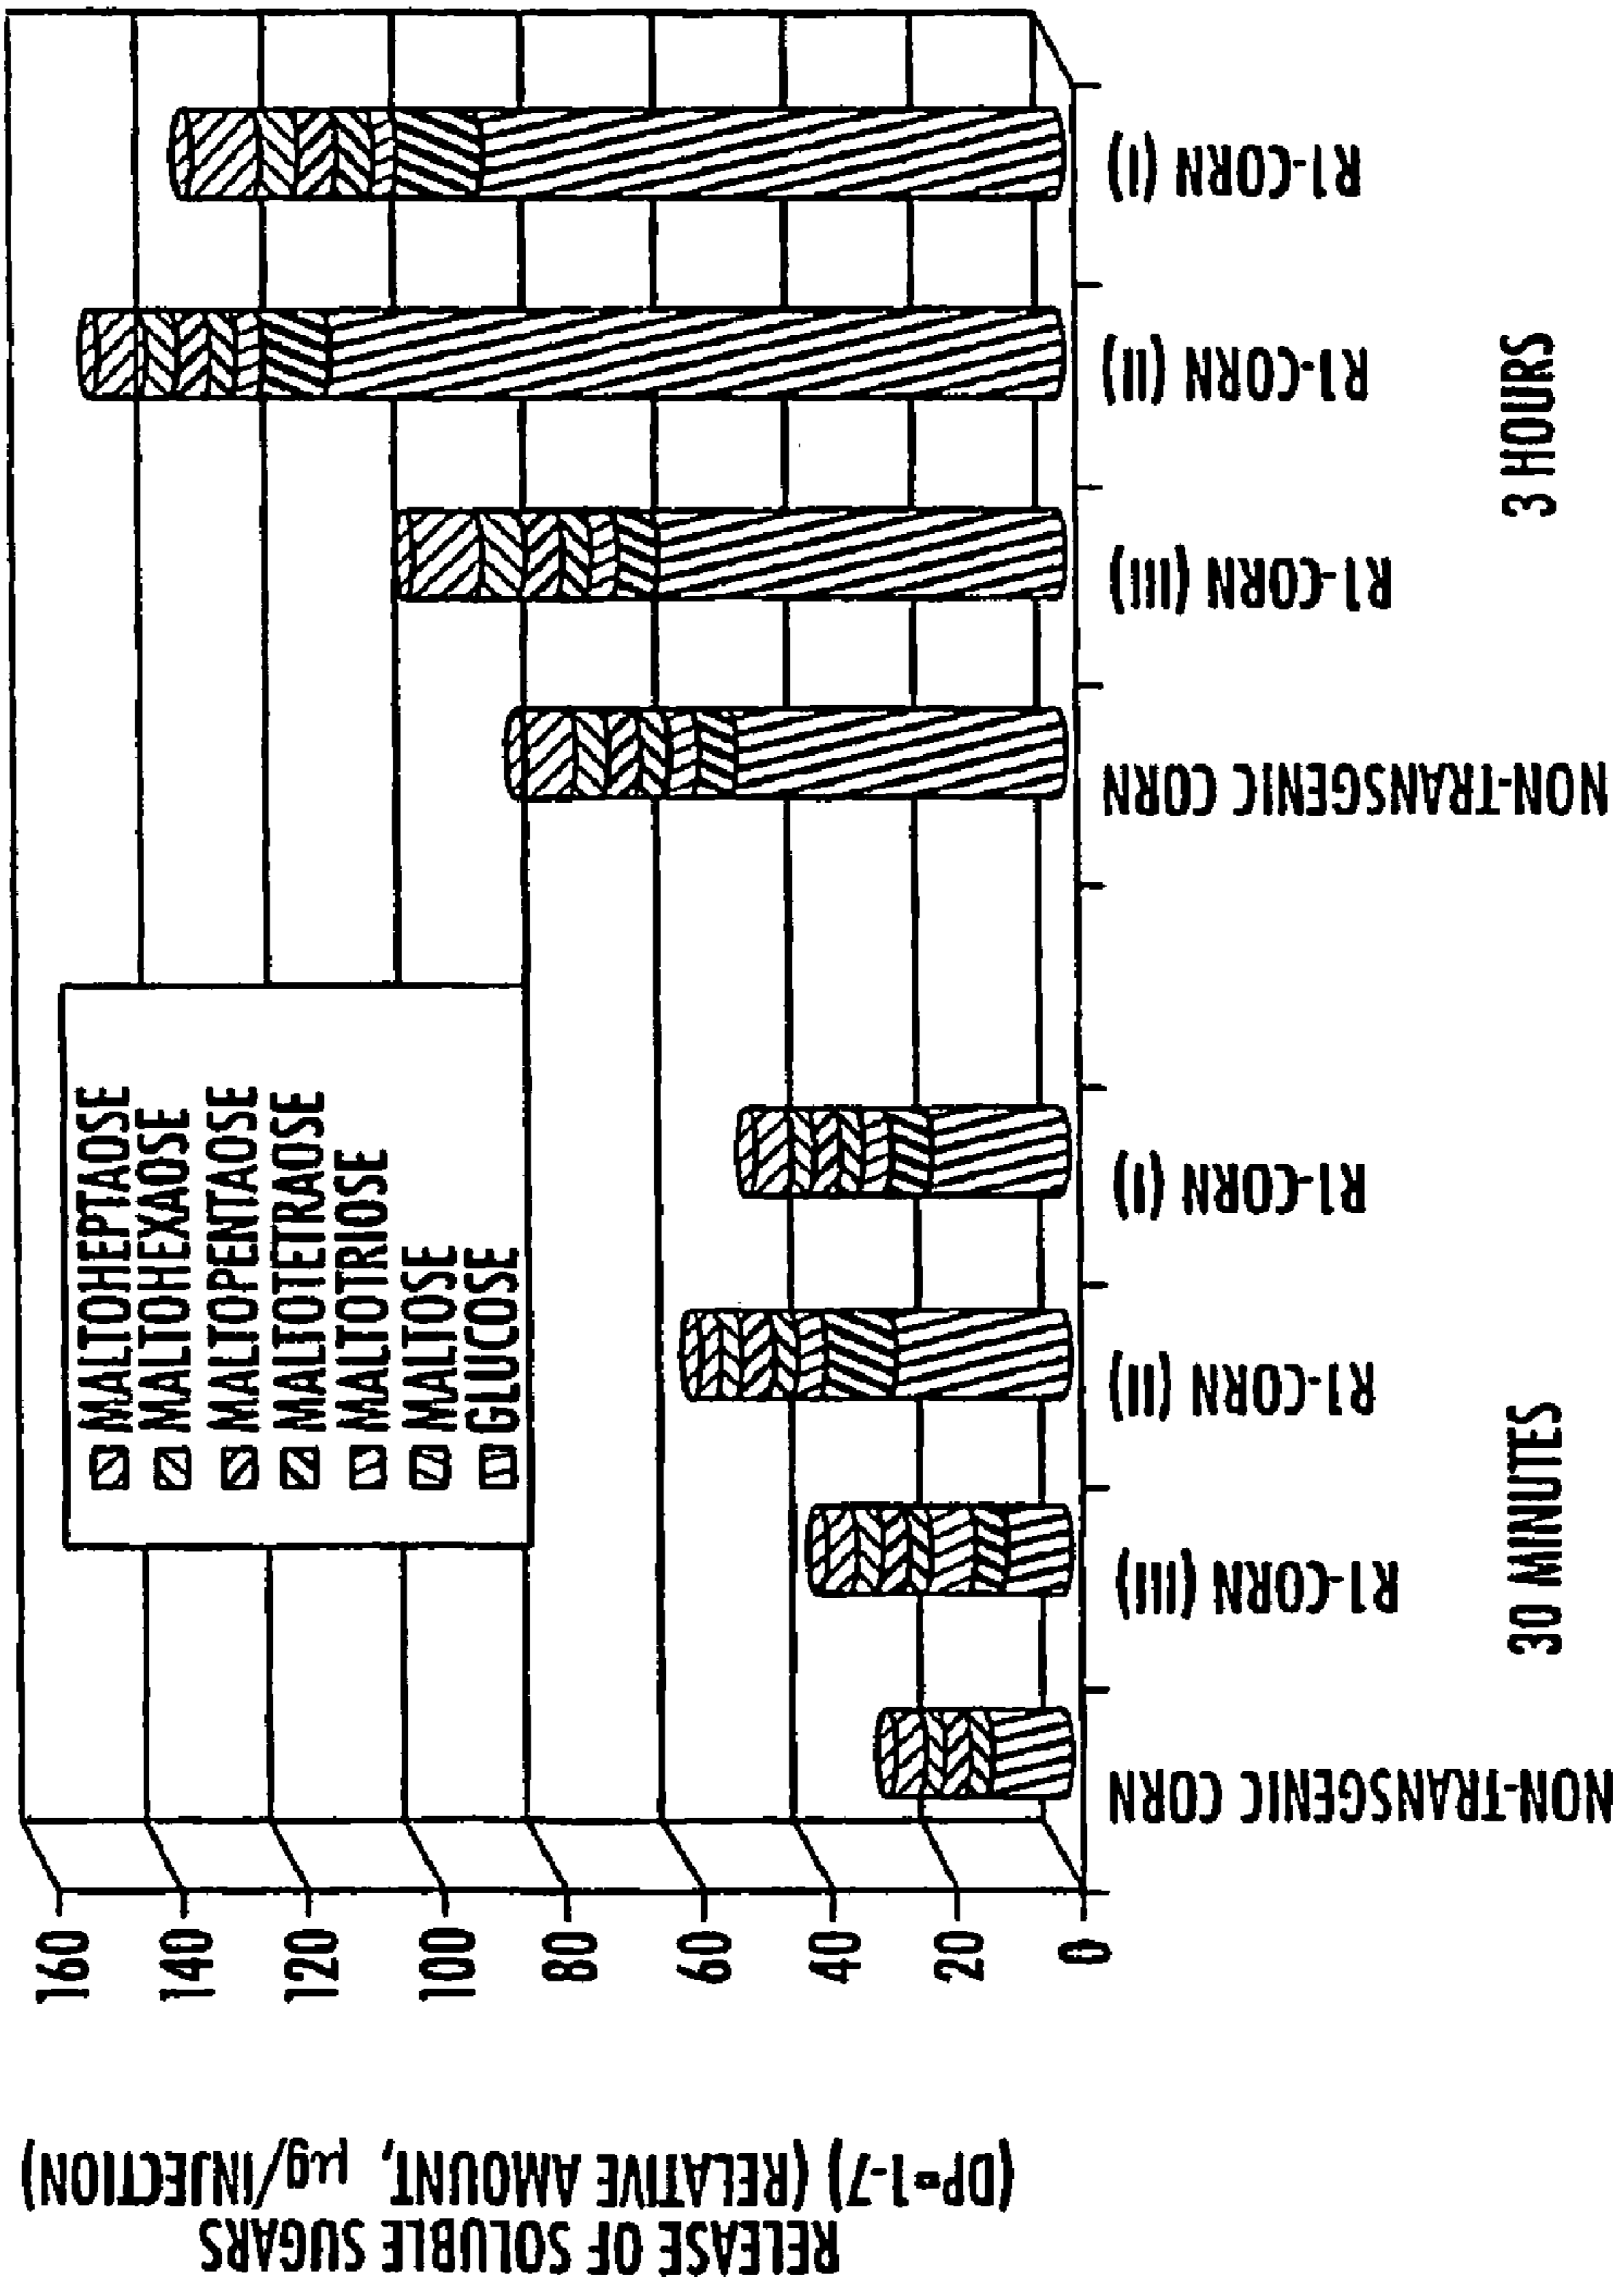 RELEASE OF SOLUBLE SUGARS
(DP=1-7) (RELATIVE AMOUNT, µg/INJECTION)
160
140
120
100
80
60
40
20
0
MALTOHEPTAOSE
MALTOHEXAOSE
MALTOPENTAOSE
MALTOTETRAOSE
MALTOTRIOSE
MALTOSE
GLUCOSE
NON-TRANSGENIC CORN
R1-CORN (III)
R1-CORN (II)
R1-CORN (I)
NON-TRANSGENIC CORN
R1-CORN (III)
R1-CORN (II)
R1-CORN (I)
30 MINUTES
3 HOURS